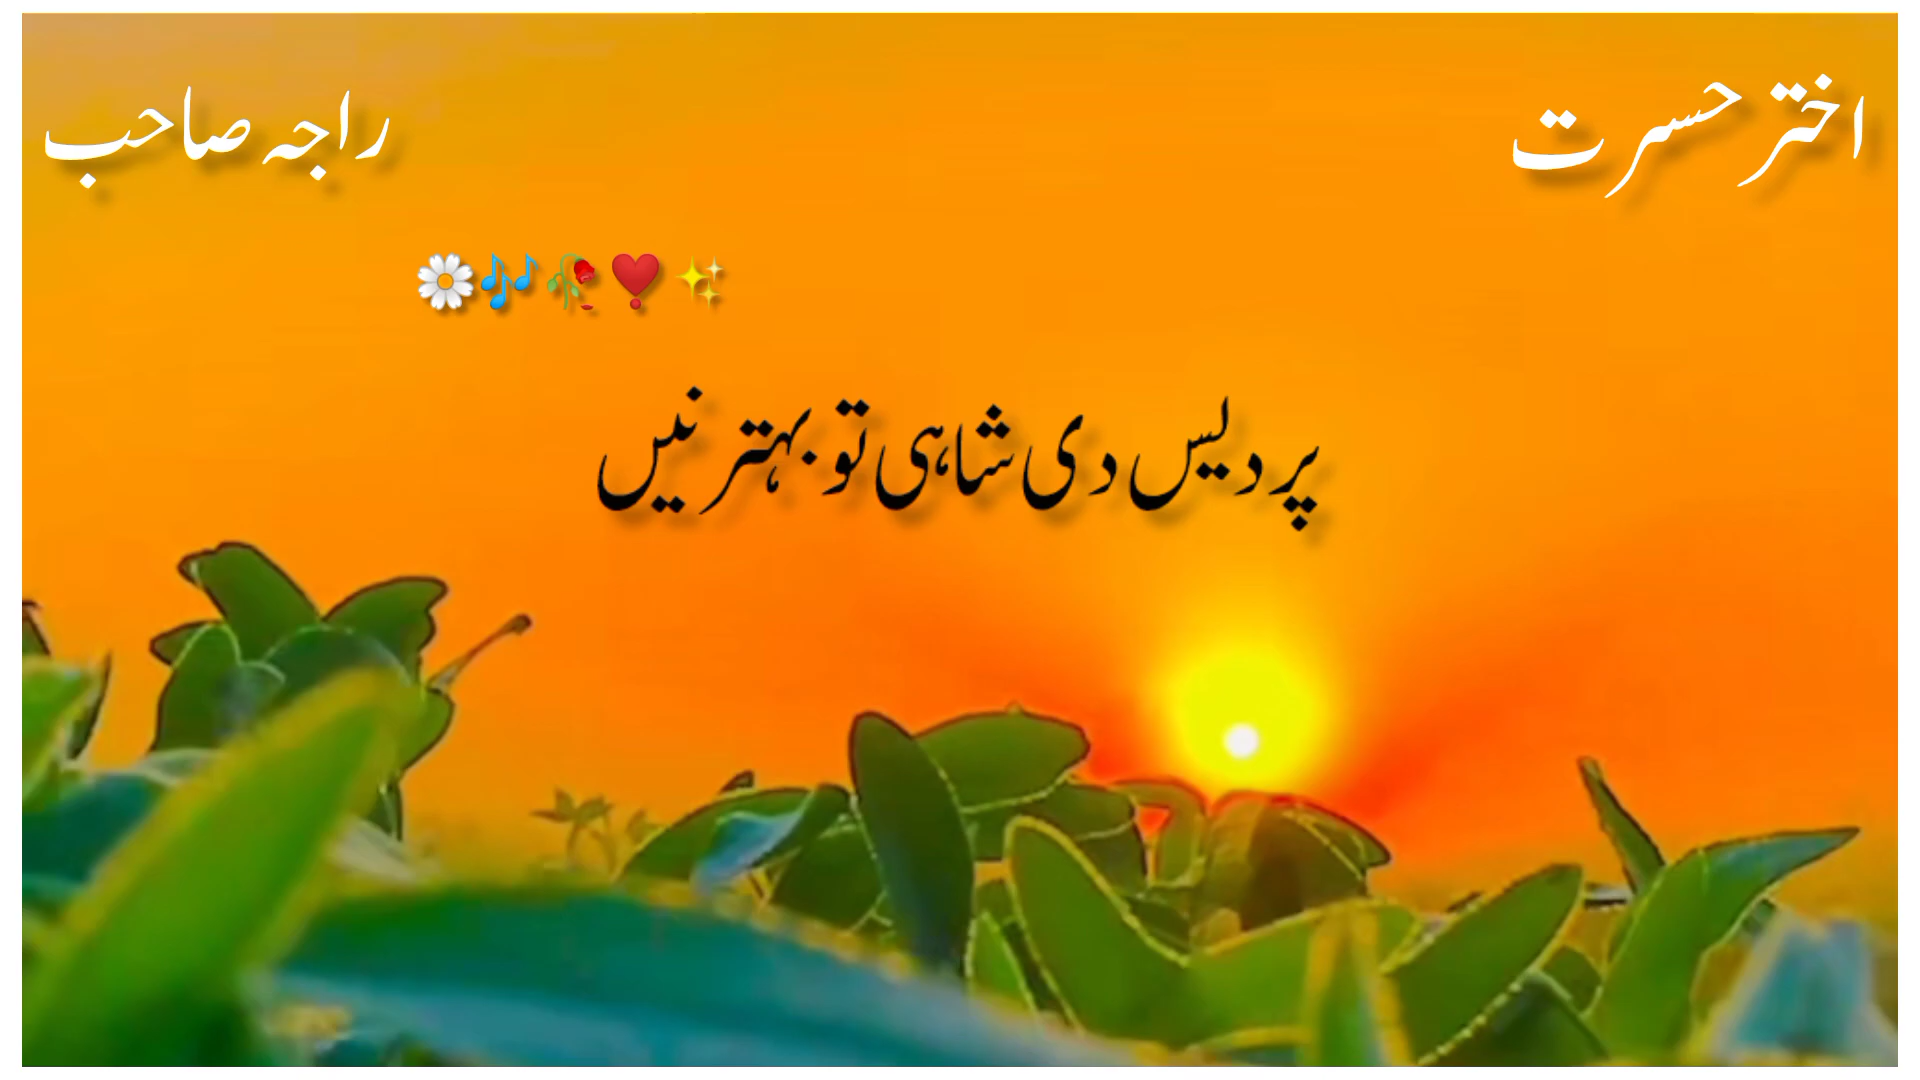 اختر حسرت
راجہ صاحب
🌼🎶🥀❣️✨
پردیس دی شاہی تو بہتر نیں